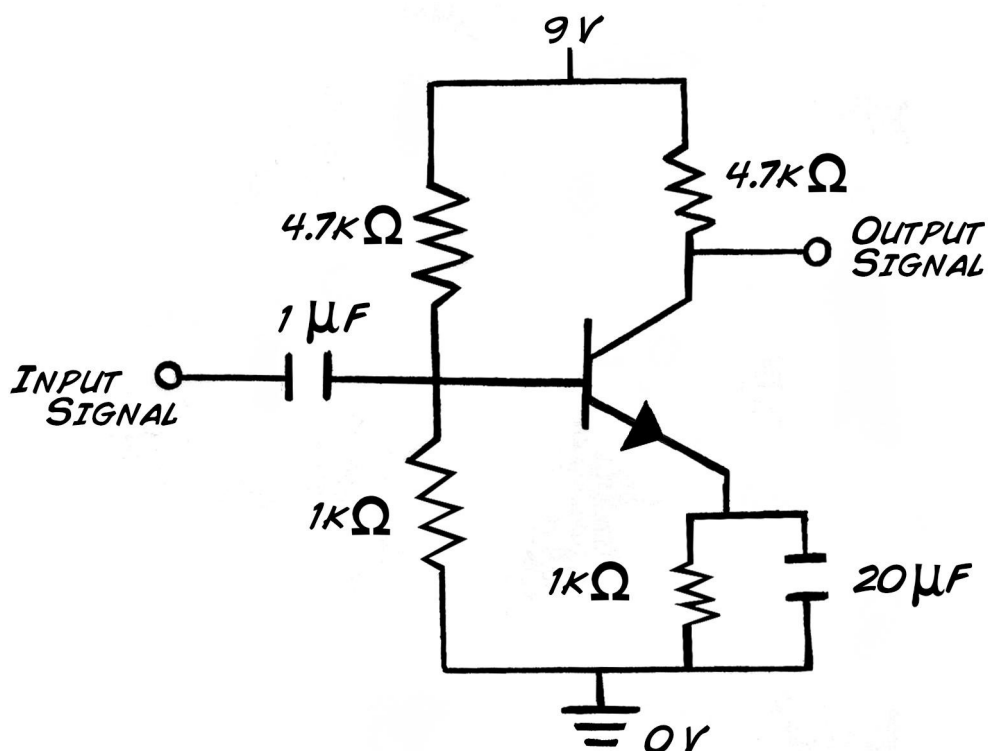 9V
4.7KΩ
4.7KΩ
OUTPUT
SIGNAL
1 µF
INPUT
SIGNAL
1KΩ
1KΩ
20µF
0V